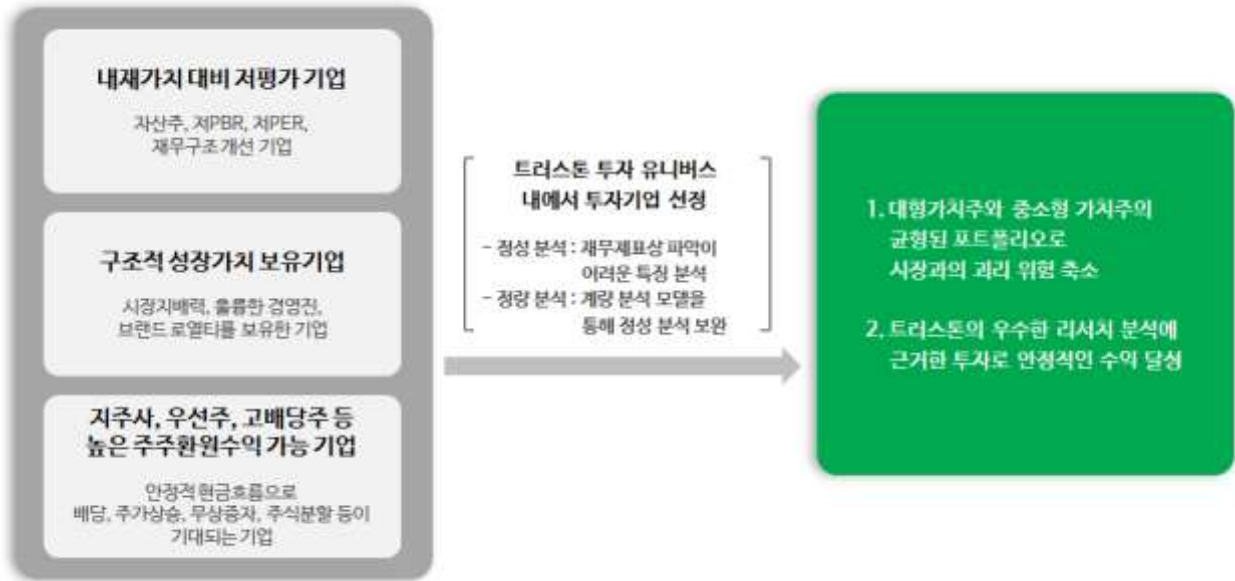 내재가치 대비 저평가 기업
자산주, 저PBR, 저PER,
재무구조 개선 기업
구조적 성장가치 보유기업
시장지배력, 훌륭한 경영진,
브랜드 로열티를 보유한 기업
지주사, 우선주, 고배당주 등
높은 주주환원수익 가능 기업
안정적 현금흐름으로
배당, 주가상승, 무상증자, 주식분할 등이
기대되는 기업
트러스톤 투자 유니버스
내에서 투자기업 선정
- 정성 분석 : 재무제표상 파악이
어려운 특징 분석
- 정량 분석 : 계량 분석 모델을
통해 정성 분석 보완
1. 대형가치주와 중소형 가치주의
균형된 포트폴리오로
시장과의 괴리 위험 축소
2. 트러스톤의 우수한 리서치 분석에
근거한 투자로 안정적인 수익 달성